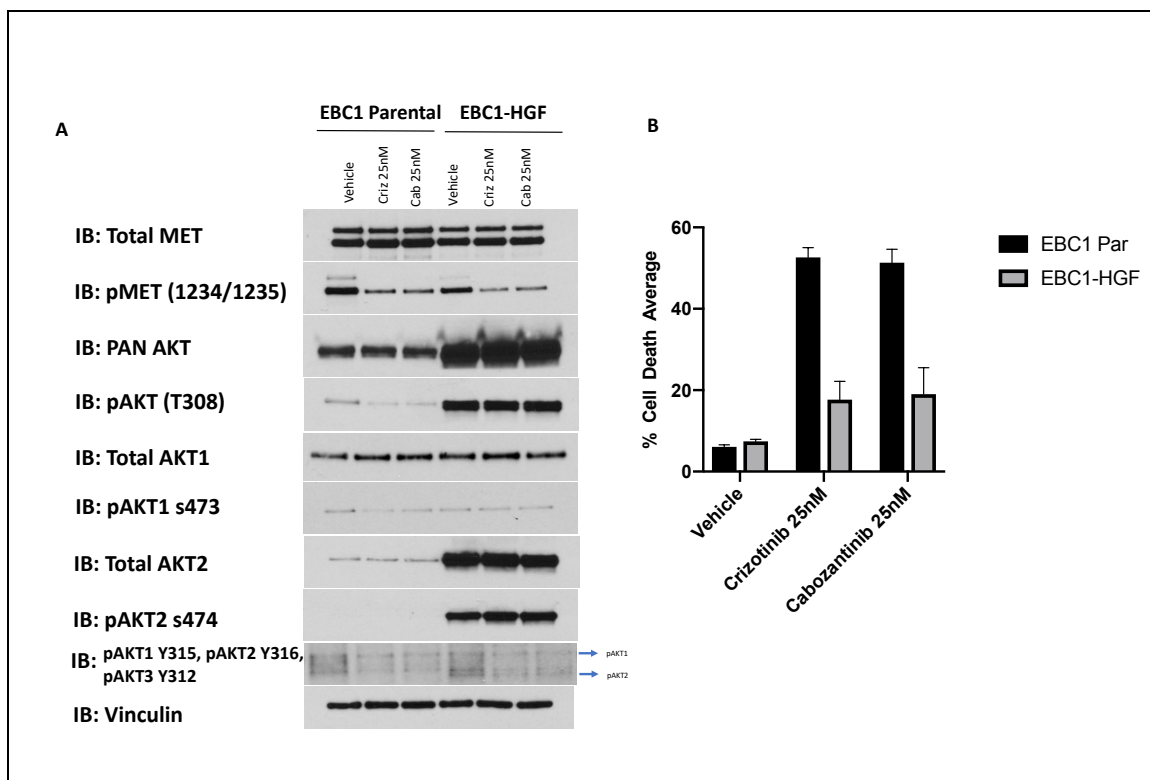 A
EBC1 Parental
EBC1-HGF
Vehicle
Criz 25nM
Cab 25nM
Vehicle
Criz 25nM
Cab 25nM
IB: Total MET
IB: pMET (1234/1235)
IB: PAN AKT
IB: pAKT (T308)
IB: Total AKT1
IB: pAKT1 s473
IB: Total AKT2
IB: pAKT2 s474
IB: pAKT1 Y315, pAKT2 Y316,
pAKT3 Y312
pAKT1
pAKT2
IB: Vinculin
B
% Cell Death Average
60
40
20
0
Vehicle
Crizotinib 25nM
Cabozantinib 25nM
EBC1 Par
EBC1-HGF